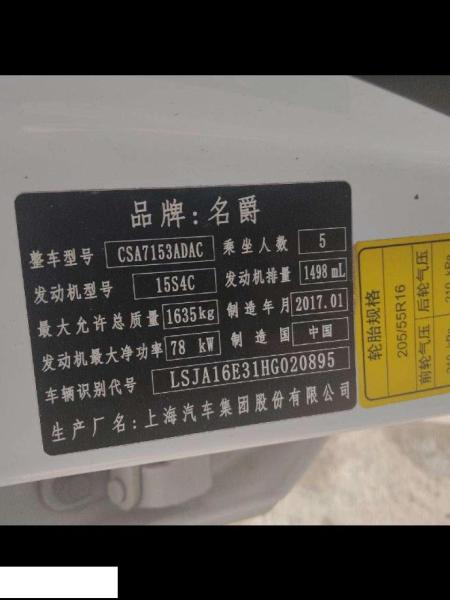 品牌:名爵
整车型号 CSA7153ADAC 乘坐人数 5
发动机型号 15S4C 发动机排量 1498 mL
最大允许总质量 1635kg 制造年月 2017.01
发动机最大净功率 78 kW 制造国 中国
车辆识别代号 LSJA16E31HG020895
生产厂名:上海汽车集团股份有限公司
轮胎规格
205/55R16
前轮气压 后轮气压